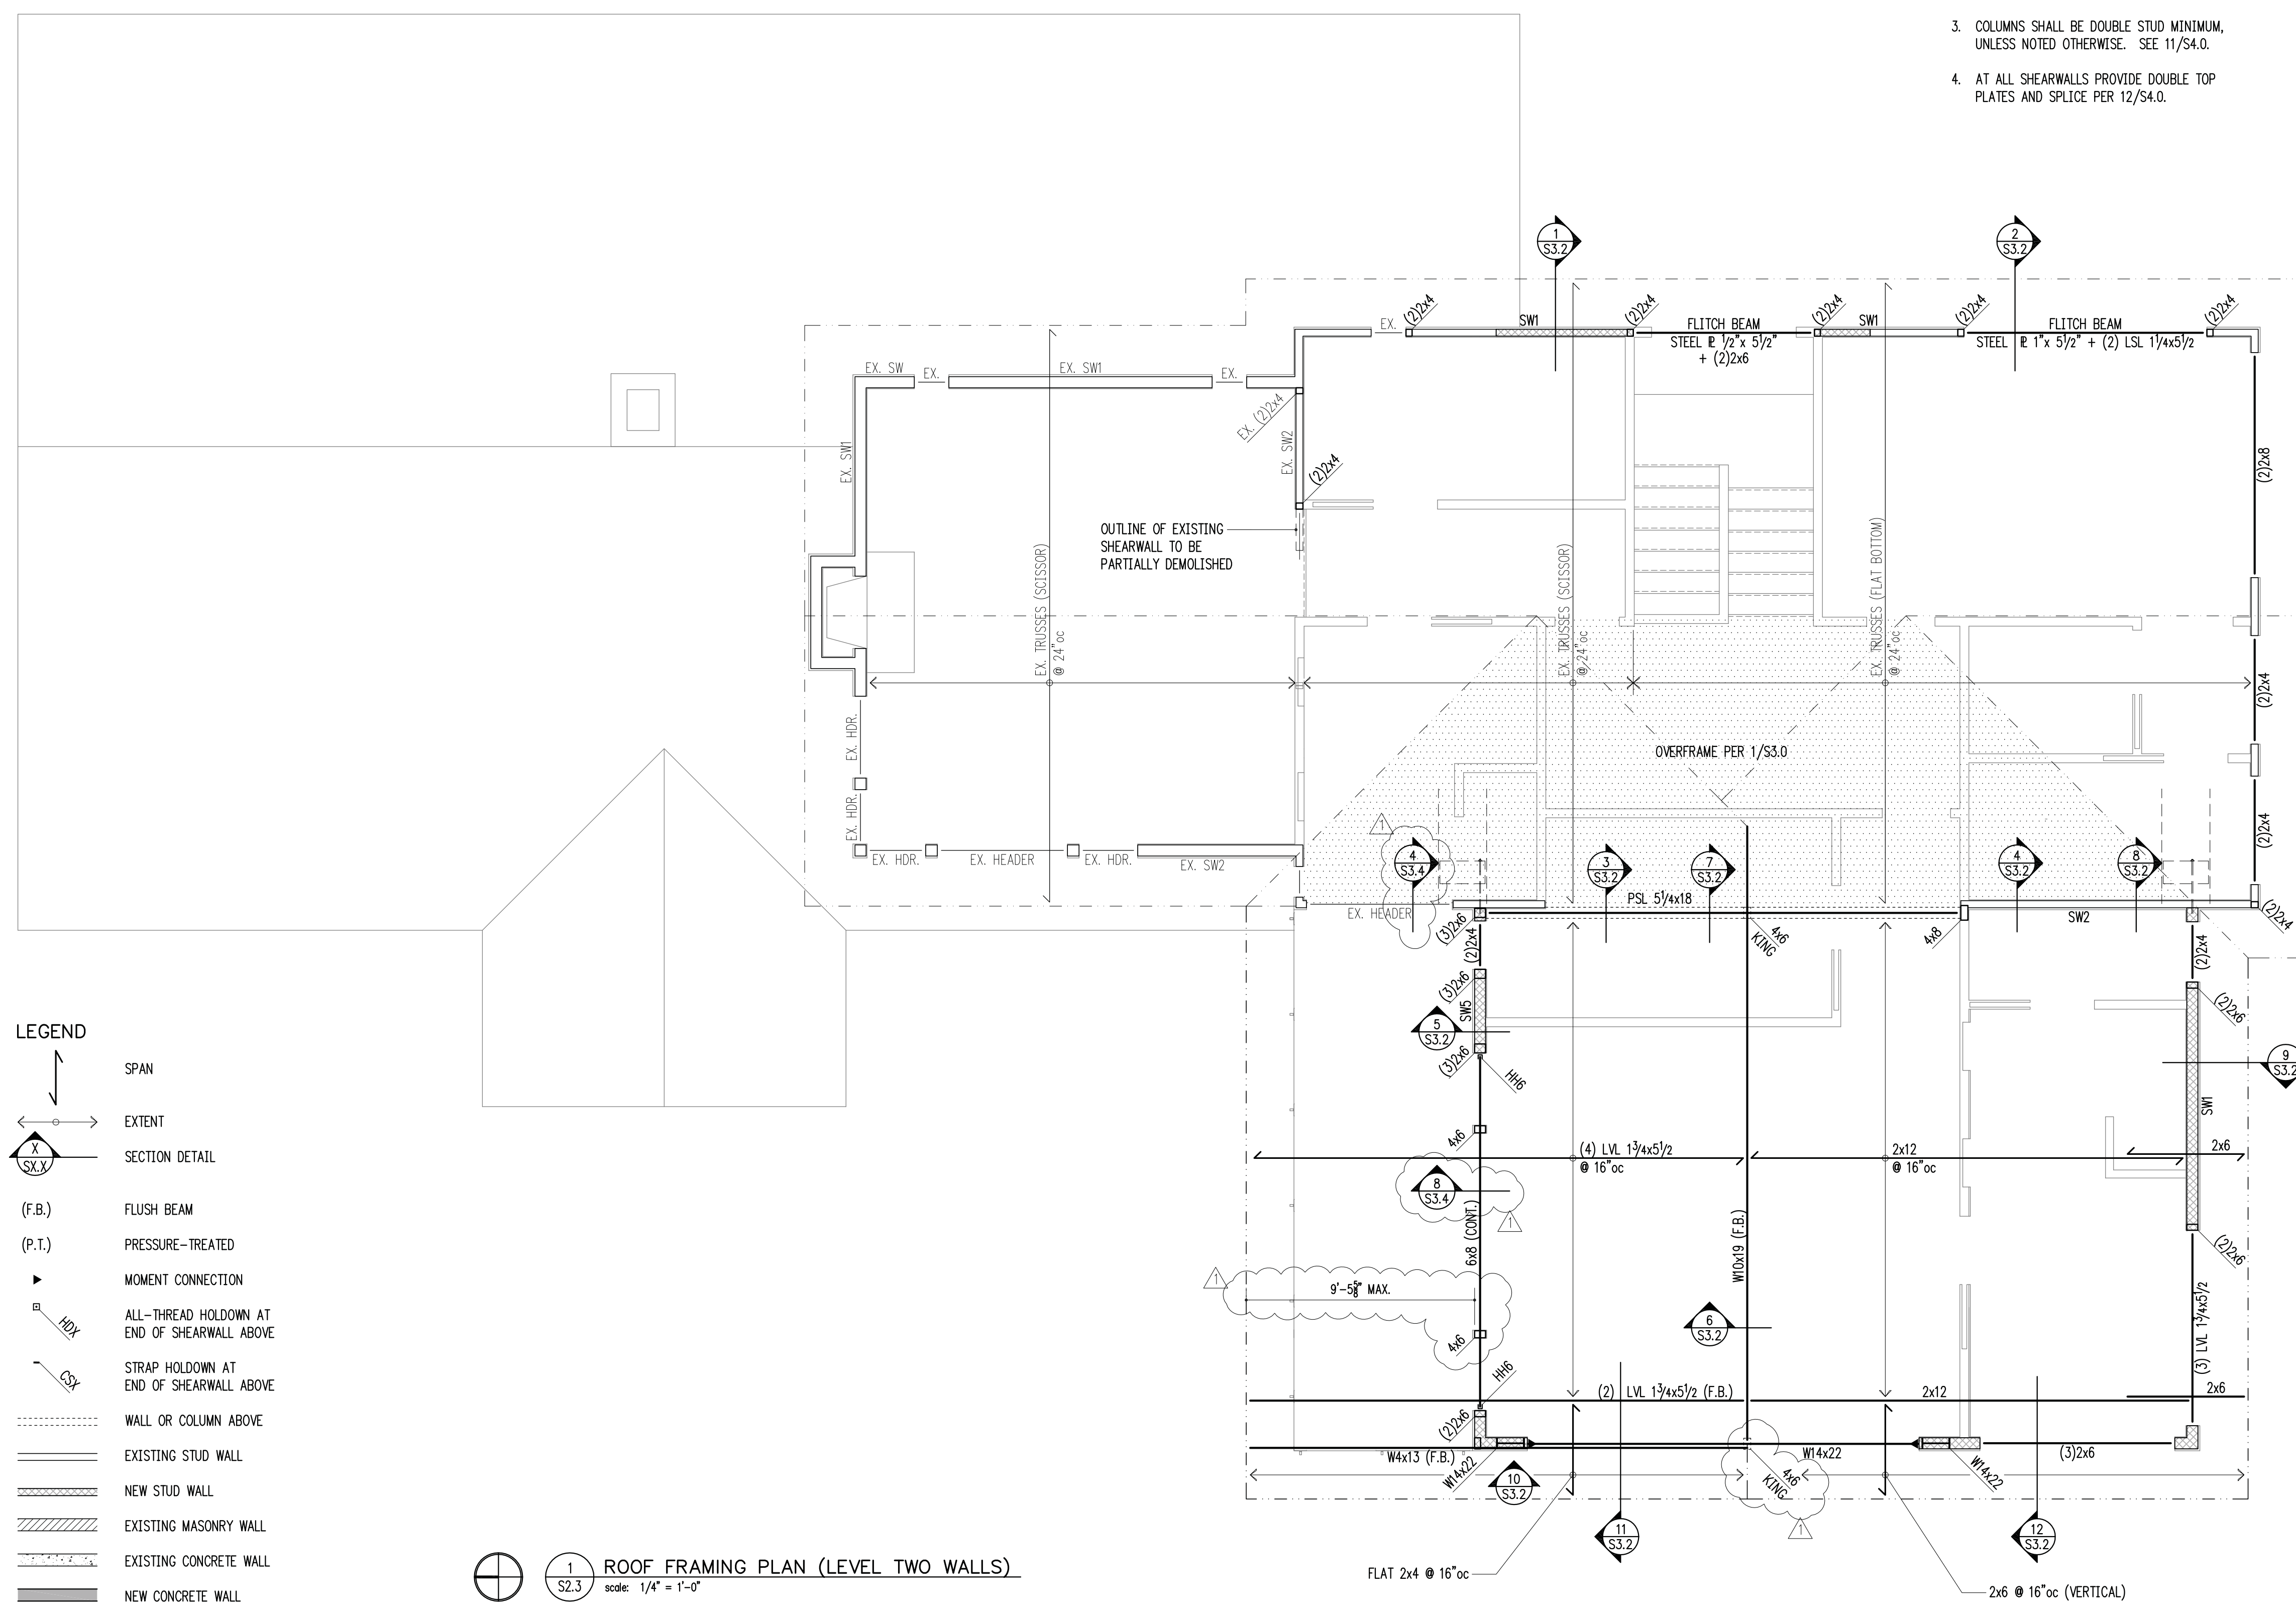 3. COLUMNS SHALL BE DOUBLE STUD MINIMUM,
UNLESS NOTED OTHERWISE. SEE 11/S4.0.
4. AT ALL SHEARWALLS PROVIDE DOUBLE TOP
PLATES AND SPLICE PER 12/S4.0.
1
S3.2
2
S3.2
EX.
(2)2x4
SW1
(2)2x4
FLITCH BEAM
STEEL ℄ 1/2"x 5 1/2"
+ (2)2x6
(2)2x4
SW1
(2)2x4
FLITCH BEAM
STEEL ℄ 1"x 5 1/2" + (2) LSL 1 1/4x5 1/2
(2)2x4
EX. SW
EX.
EX. SW1
EX.
EX. (2)2x4
EX. SW1
EX. SW2
(2)2x4
(2)2x8
OUTLINE OF EXISTING
SHEARWALL TO BE
PARTIALLY DEMOLISHED
EX. TRUSSES (SCISSOR)
@ 24"oc
EX. TRUSSES (SCISSOR)
@ 24"oc
EX. TRUSSES (FLAT BOTTOM)
@ 24"oc
(2)2x4
OVERFRAME PER 1/S3.0
EX. HDR.
EX. HDR.
(2)2x4
1
EX. HDR.
EX. HEADER
EX. HDR.
EX. SW2
4
S3.4
3
S3.2
7
S3.2
4
S3.2
8
S3.2
EX. HEADER
PSL 5 1/4x18
SW2
(2)2x4
(3)2x6
(2)2x4
4x6
KING
4x8
(2)2x4
(3)2x6
SW5
(2)2x6
5
S3.2
(3)2x6
HH6
9
S3.2
SW1
4x6
(4) LVL 1 3/4x5 1/2
@ 16"oc
2x12
@ 16"oc
2x6
8
S3.4
1
6x8 (CONT.)
W10x19 (F.B.)
(2)2x6
1
9'-5 5/8" MAX.
4x6
6
S3.2
(3) LVL 1 3/4x5 1/2
HH6
(2) LVL 1 3/4x5 1/2 (F.B.)
2x12
2x6
(2)2x6
W4x13 (F.B.)
W14x22
W14x22
W14x22
(3)2x6
10
S3.2
4x6
KING
1
11
S3.2
12
S3.2
FLAT 2x4 @ 16"oc
2x6 @ 16"oc (VERTICAL)
LEGEND
SPAN
EXTENT
X
SX.X
SECTION DETAIL
(F.B.)
FLUSH BEAM
(P.T.)
PRESSURE-TREATED
MOMENT CONNECTION
HDX
ALL-THREAD HOLDOWN AT
END OF SHEARWALL ABOVE
CSX
STRAP HOLDOWN AT
END OF SHEARWALL ABOVE
WALL OR COLUMN ABOVE
EXISTING STUD WALL
NEW STUD WALL
EXISTING MASONRY WALL
EXISTING CONCRETE WALL
NEW CONCRETE WALL
1
S2.3
ROOF FRAMING PLAN (LEVEL TWO WALLS)
scale: 1/4" = 1'-0"